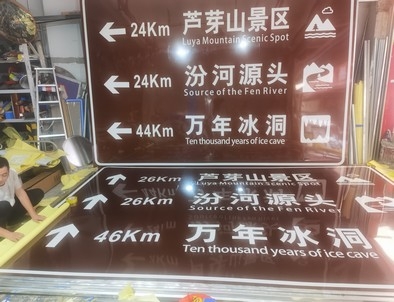 24Km 芦芽山景区
Luya Mountain Scenic Spot
24Km 汾河源头
Source of the Fen River
44Km 万年冰洞
Ten thousand years of ice cave
26Km 芦芽山景区
Luya Mountain Scenic Spot
26Km 汾河源头
Source of the Fen River
46Km 万年冰洞
Ten thousand years of ice cave